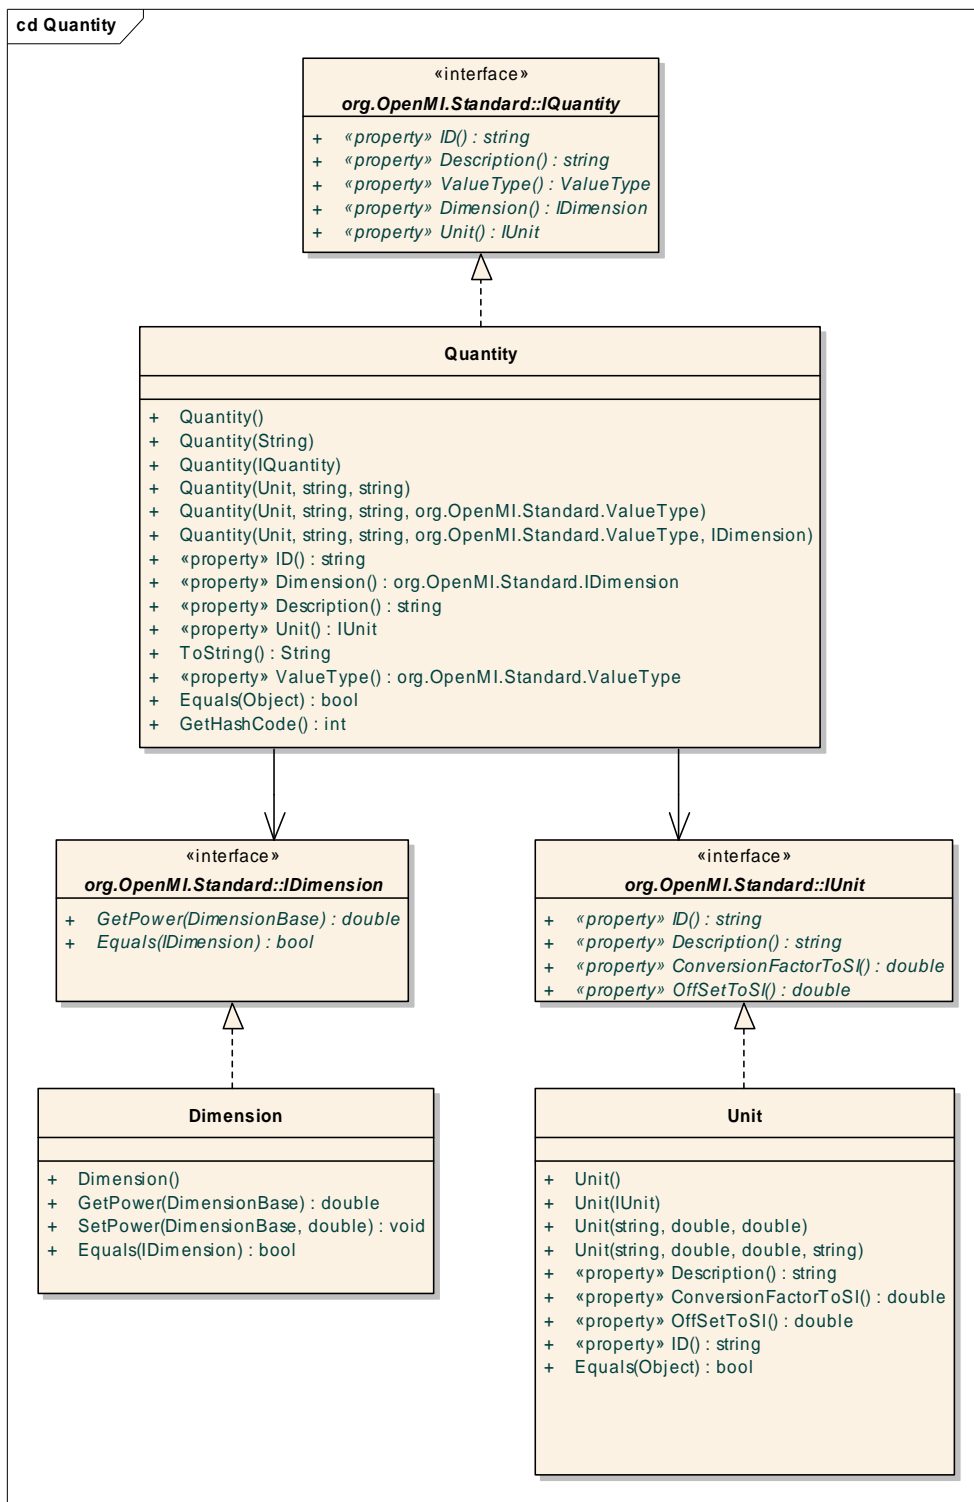 cd Quantity
«interface»
org.OpenMI.Standard::IQuantity
+ «property» ID() : string
+ «property» Description() : string
+ «property» ValueType() : ValueType
+ «property» Dimension() : IDimension
+ «property» Unit() : IUnit
Quantity
+ Quantity()
+ Quantity(String)
+ Quantity(IQuantity)
+ Quantity(Unit, string, string)
+ Quantity(Unit, string, string, org.OpenMI.Standard.ValueType)
+ Quantity(Unit, string, string, org.OpenMI.Standard.ValueType, IDimension)
+ «property» ID() : string
+ «property» Dimension() : org.OpenMI.Standard.IDimension
+ «property» Description() : string
+ «property» Unit() : IUnit
+ ToString() : String
+ «property» ValueType() : org.OpenMI.Standard.ValueType
+ Equals(Object) : bool
+ GetHashCode() : int
«interface»
org.OpenMI.Standard::IDimension
+ GetPower(DimensionBase) : double
+ Equals(IDimension) : bool
«interface»
org.OpenMI.Standard::IUnit
+ «property» ID() : string
+ «property» Description() : string
+ «property» ConversionFactorToSI() : double
+ «property» OffSetToSI() : double
Dimension
+ Dimension()
+ GetPower(DimensionBase) : double
+ SetPower(DimensionBase, double) : void
+ Equals(IDimension) : bool
Unit
+ Unit()
+ Unit(IUnit)
+ Unit(string, double, double)
+ Unit(string, double, double, string)
+ «property» Description() : string
+ «property» ConversionFactorToSI() : double
+ «property» OffSetToSI() : double
+ «property» ID() : string
+ Equals(Object) : bool